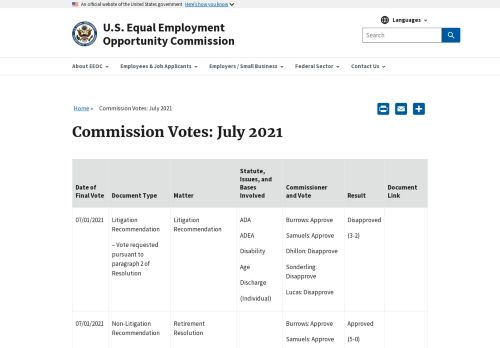 An official website of the United States government Here's how you know
U.S. Equal Employment
Opportunity Commission
Languages
Search
About EEOC
Employees & Job Applicants
Employers / Small Business
Federal Sector
Contact Us
Home » Commission Votes: July 2021
Commission Votes: July 2021
Date of Final Vote
Document Type
Matter
Statute, Issues, and Bases Involved
Commissioner and Vote
Result
Document Link
07/01/2021
Litigation Recommendation
– Vote requested pursuant to paragraph 2 of Resolution
Litigation Recommendation
ADA
ADEA
Disability
Age
Discharge
(Individual)
Burrows: Approve
Samuels: Approve
Dhillon: Disapprove
Sonderling: Disapprove
Lucas: Disapprove
Disapproved
(3-2)
07/01/2021
Non-Litigation Recommendation
Retirement Resolution
Burrows: Approve
Samuels: Approve
Approved
(5-0)